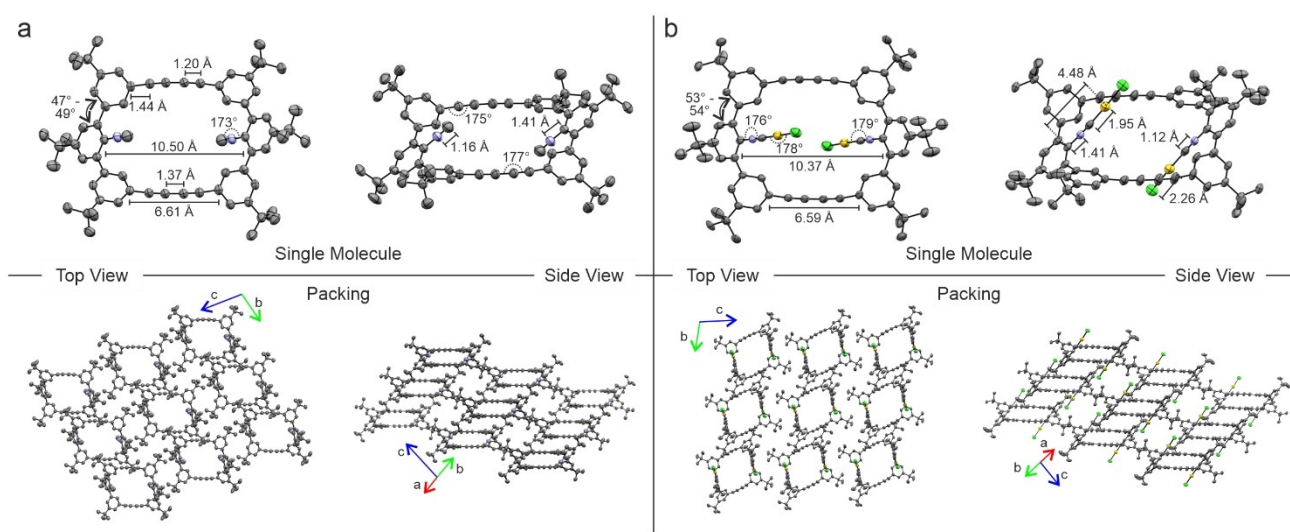 a
1.20 Å
47° -
49°
1.44 Å
173°
10.50 Å
1.37 Å
6.61 Å
175°
1.41 Å
1.16 Å
177°
Single Molecule
Top View
Side View
Packing
c
b
c
b
a
b
53° -
54°
176°
179°
178°
10.37 Å
6.59 Å
4.48 Å
1.95 Å
1.12 Å
1.41 Å
2.26 Å
Single Molecule
Top View
Side View
Packing
c
b
a
b
c